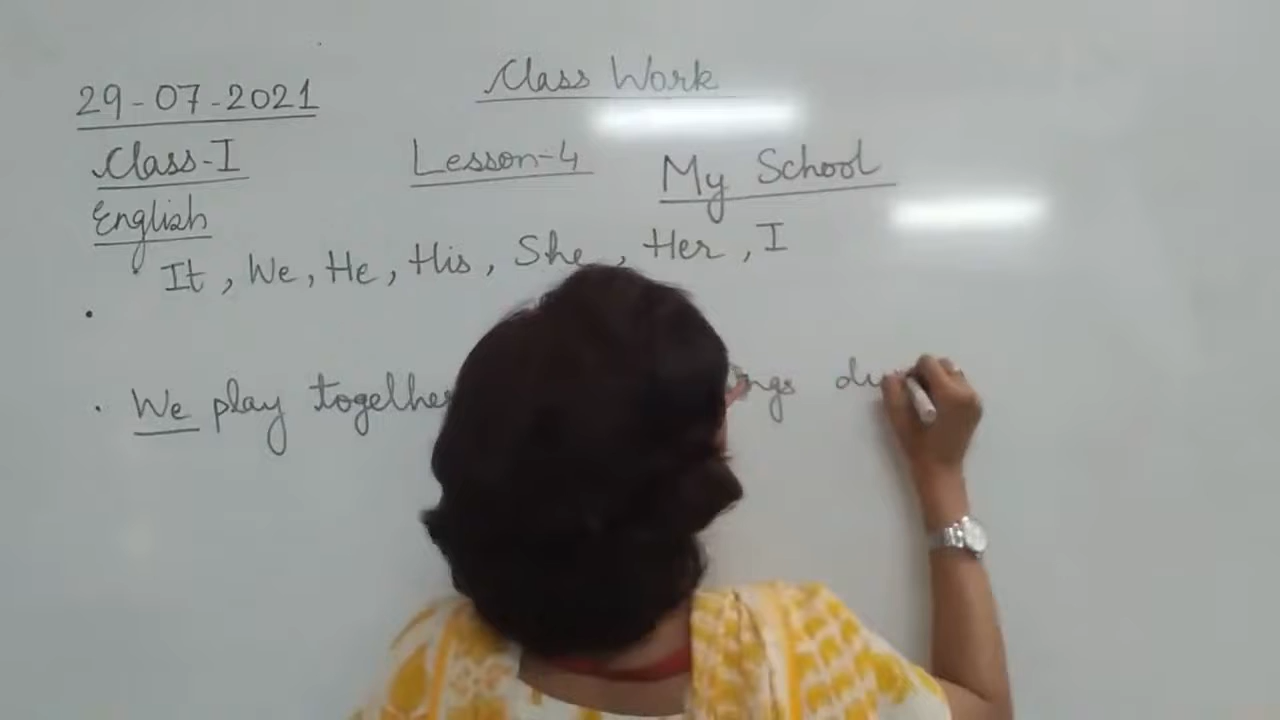 Class Work
29-07-2021
Class-I Lesson-4 My School
English
It, We, He, His, She, Her, I
We play together